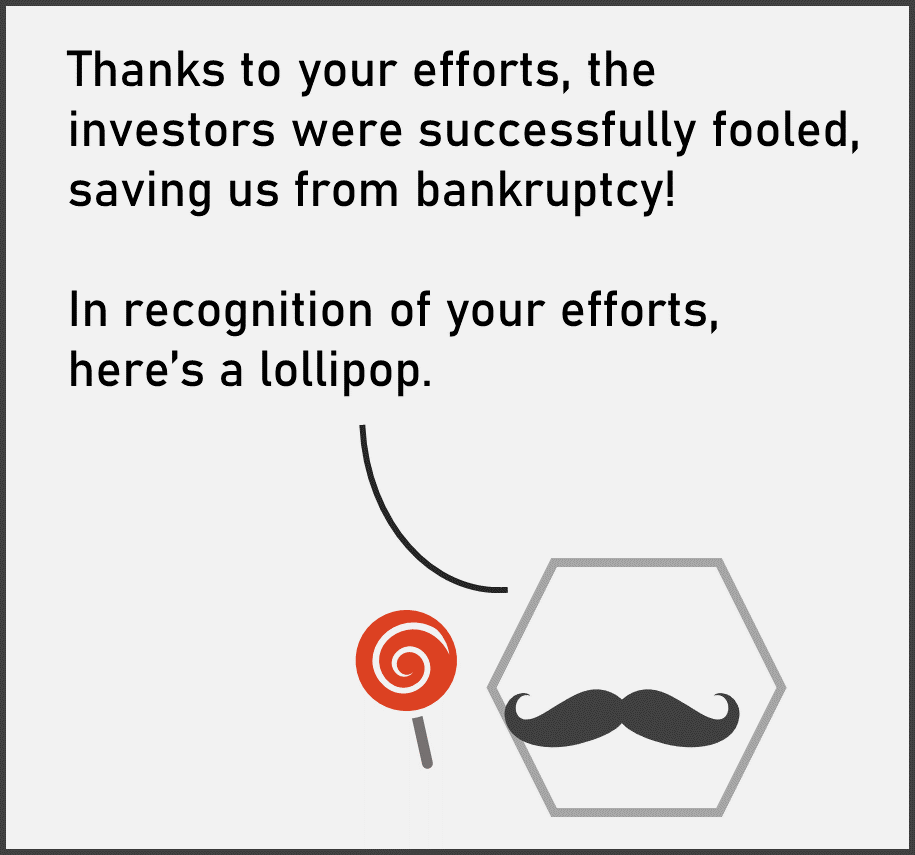 Thanks to your efforts, the
investors were successfully fooled,
saving us from bankruptcy!
In recognition of your efforts,
here’s a lollipop.